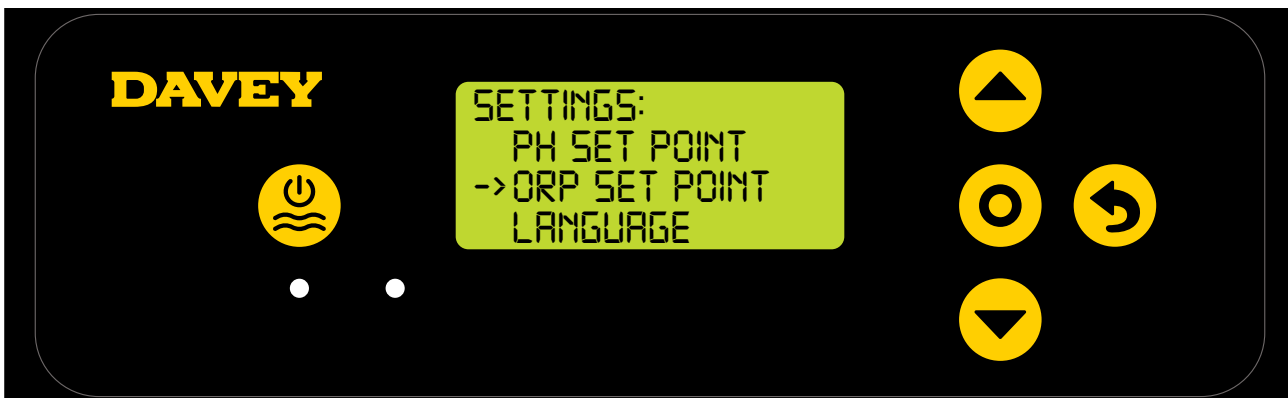 DAVEY
SETTINGS:
PH SET POINT
->ORP SET POINT
LANGUAGE